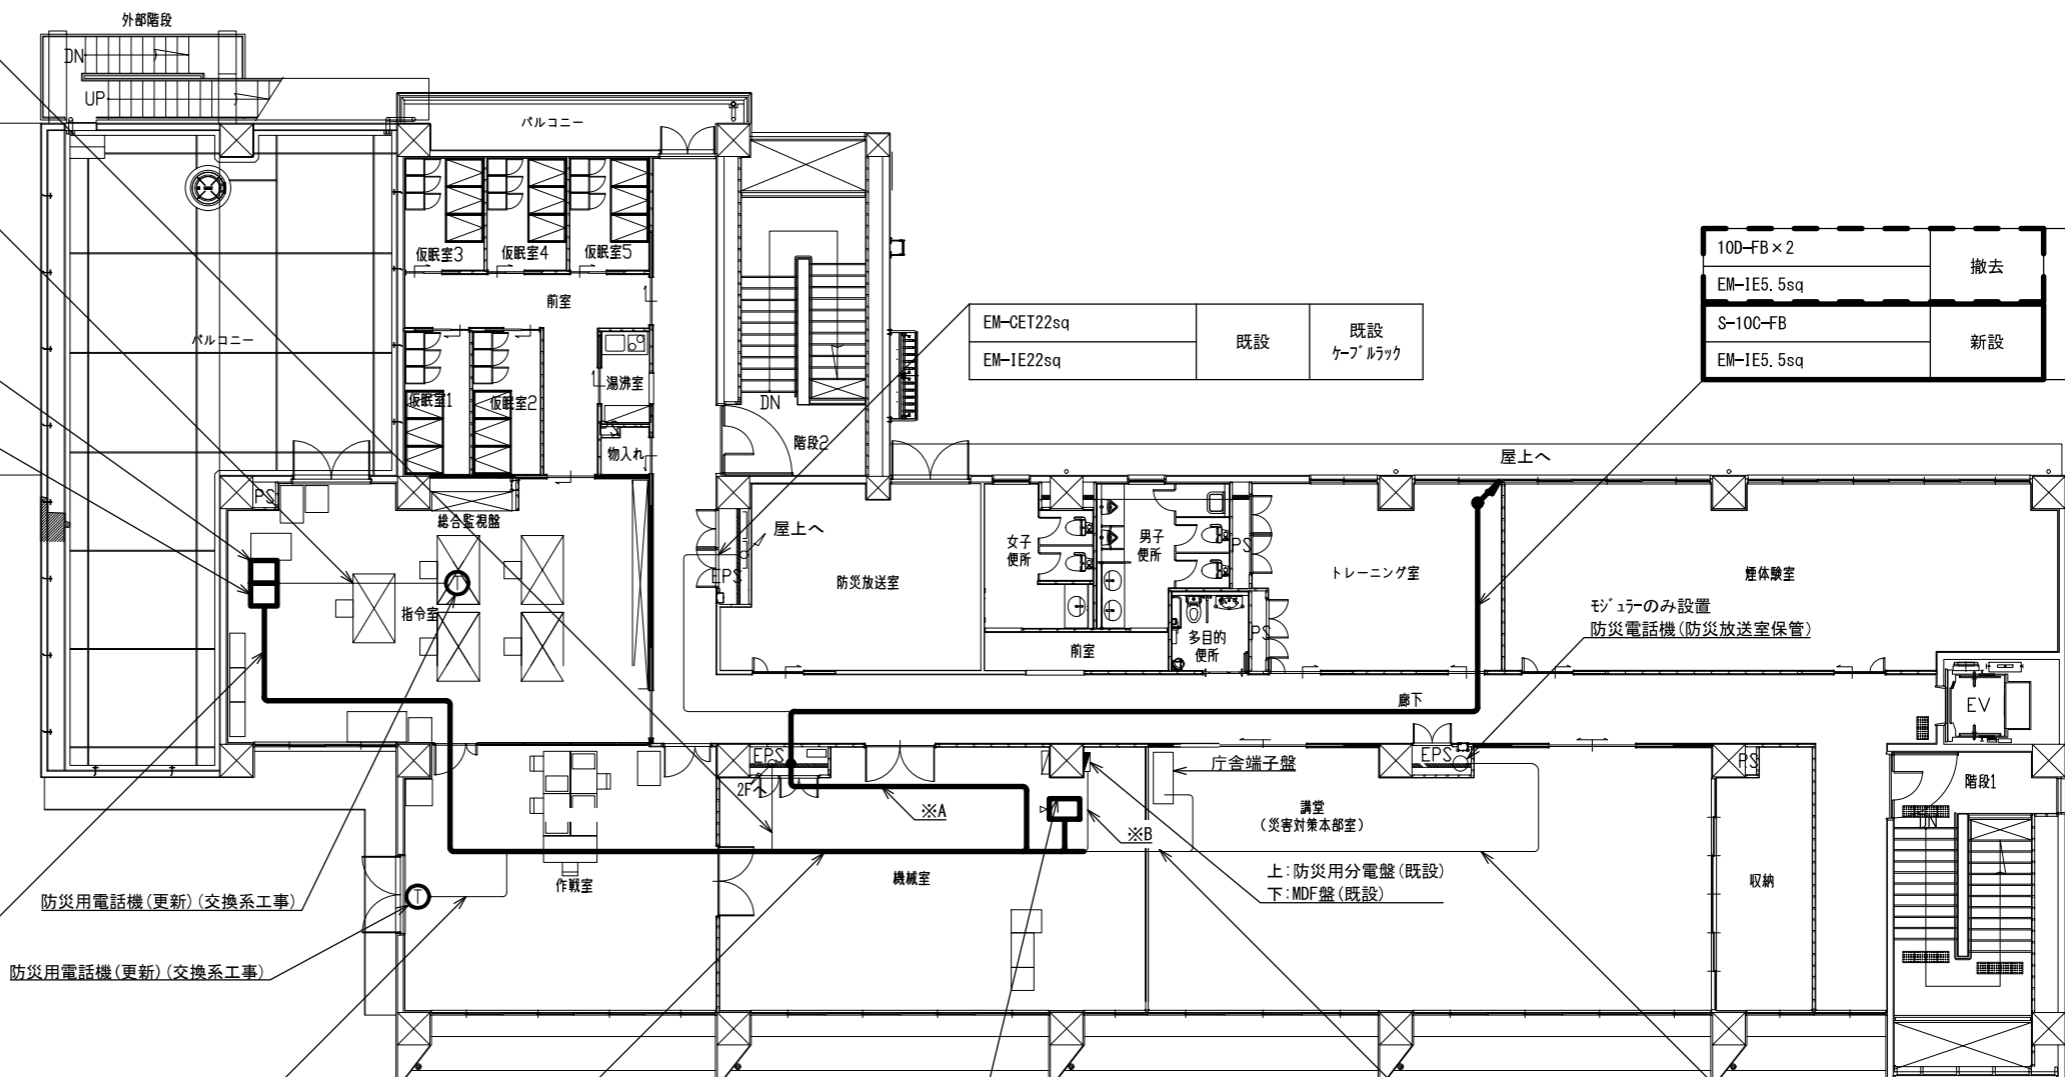 外部階段
DN
UP
バルコニー
バルコニー
仮眠室3
仮眠室4
仮眠室5
前室
仮眠室1
仮眠室2
湯沸室
物入れ
DN
階段2
EM-CET22sq
EM-IE22sq
既設
既設
ケーブルラック
10D-FB×2
EM-IE5.5sq
撤去
S-10C-FB
EM-IE5.5sq
新設
屋上へ
PS
総合監視盤
指令室
T
屋上へ
EPS
防災放送室
女子
便所
男子
便所
PS
トレーニング室
煙体験室
モジュラーのみ設置
防災電話機(防災放送室保管)
前室
多目的
便所
PS
廊下
EV
EPS
2Fへ
※A
※B
庁舎端子盤
EPS
PS
講堂
(災害対策本部室)
階段1
DN
上:防災用分電盤(既設)
下:MDF盤(既設)
作戦室
機械室
収納
T
防災用電話機(更新)(交換系工事)
防災用電話機(更新)(交換系工事)